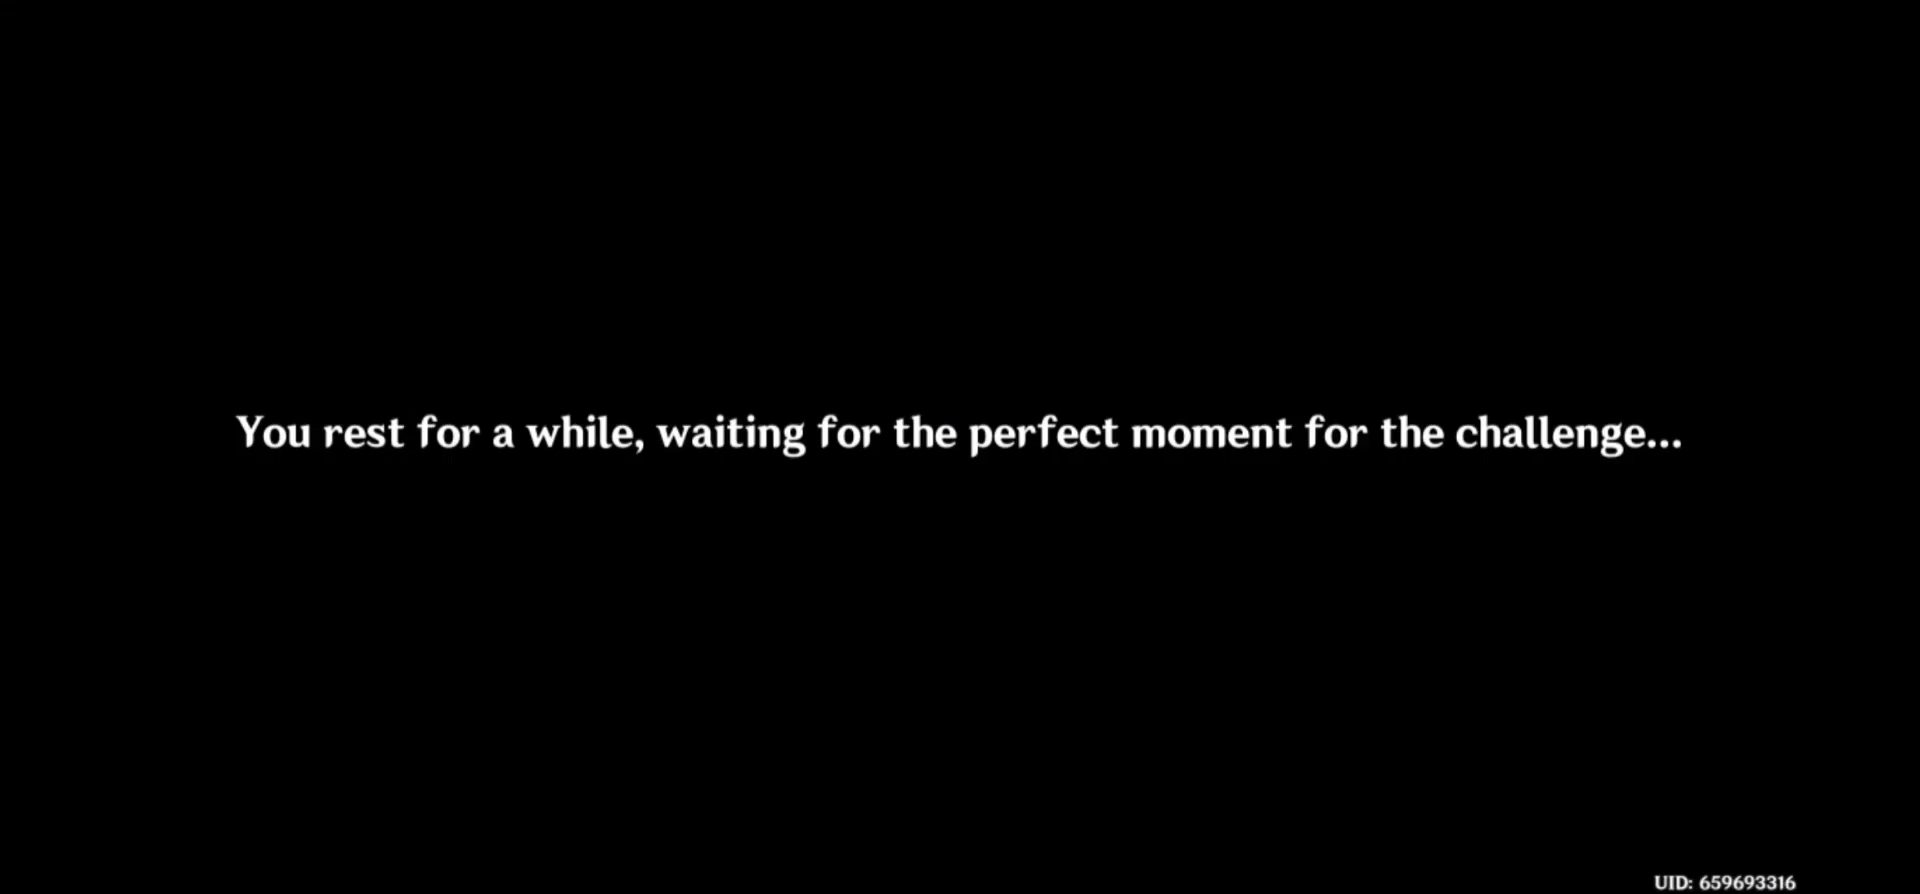 You rest for a while, waiting for the perfect moment for the challenge...
UID: 659693316